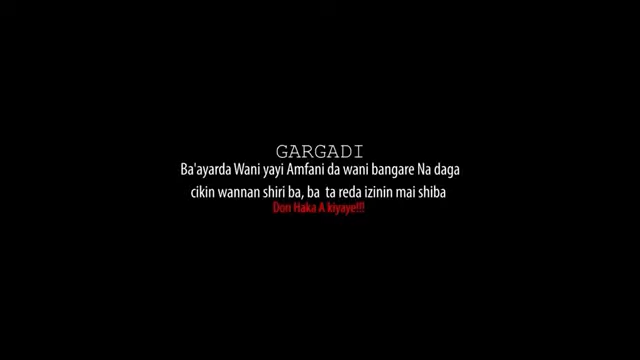 GARGADI
Ba'ayarda Wani yayi Amfani da wani bangare Na daga
cikin wannan shiri ba, ba ta reda izinin mai shiba
Don Haka A kiyaye!!!